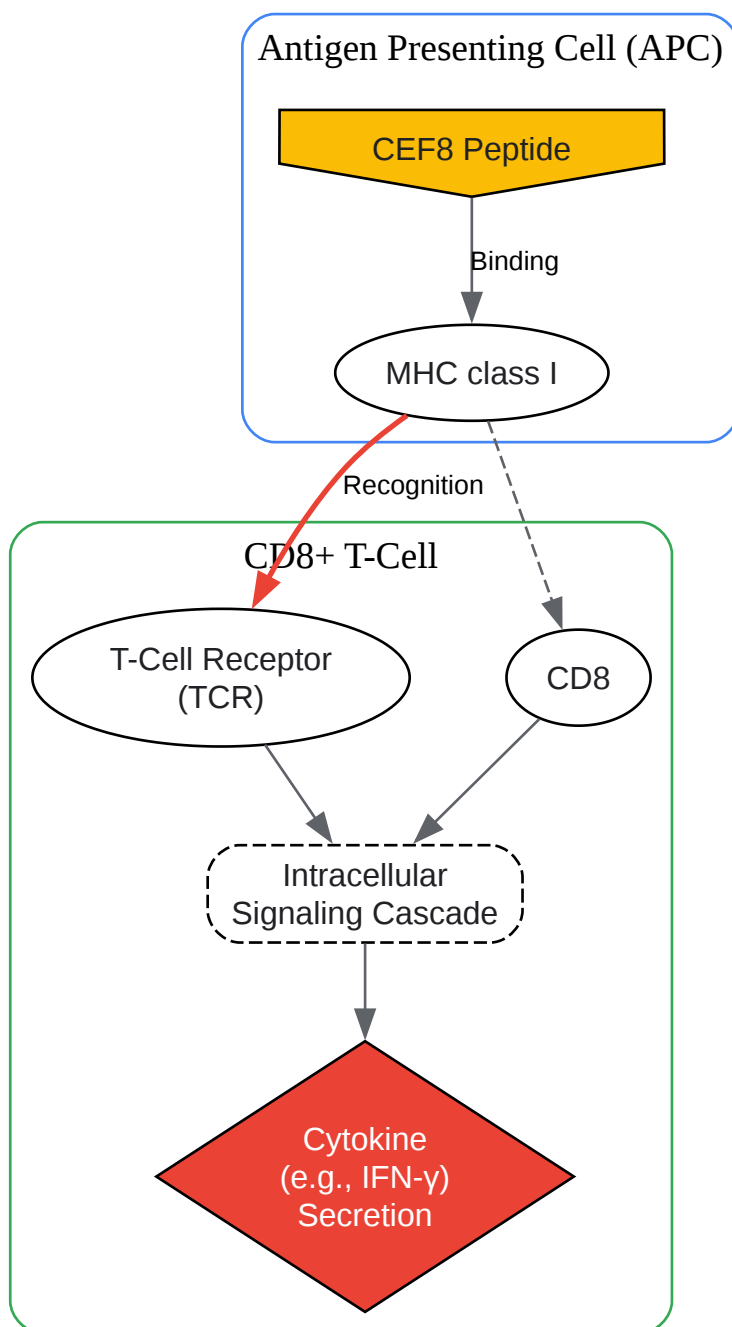 Antigen Presenting Cell (APC)
CEF8 Peptide
Binding
MHC class I
Recognition
CD8+ T-Cell
T-Cell Receptor
(TCR)
CD8
Intracellular
Signaling Cascade
Cytokine
(e.g., IFN-γ)
Secretion